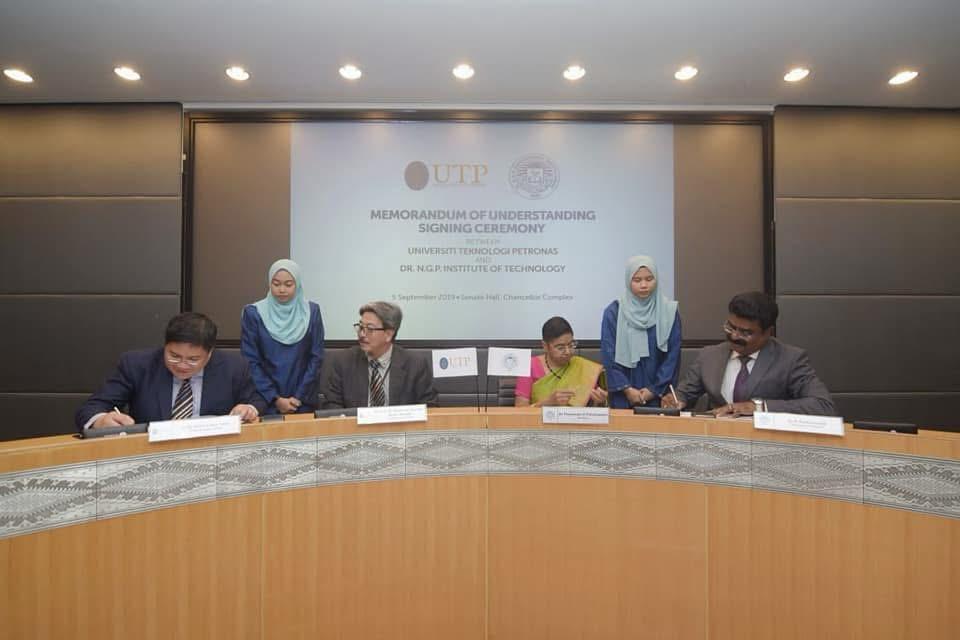 UTP
MEMORANDUM OF UNDERSTANDING
SIGNING CEREMONY
BETWEEN
UNIVERSITI TEKNOLOGI PETRONAS
AND
DR. N.G.P. INSTITUTE OF TECHNOLOGY
5 September 2019 • Senate Hall, Chancellor Complex
UTP